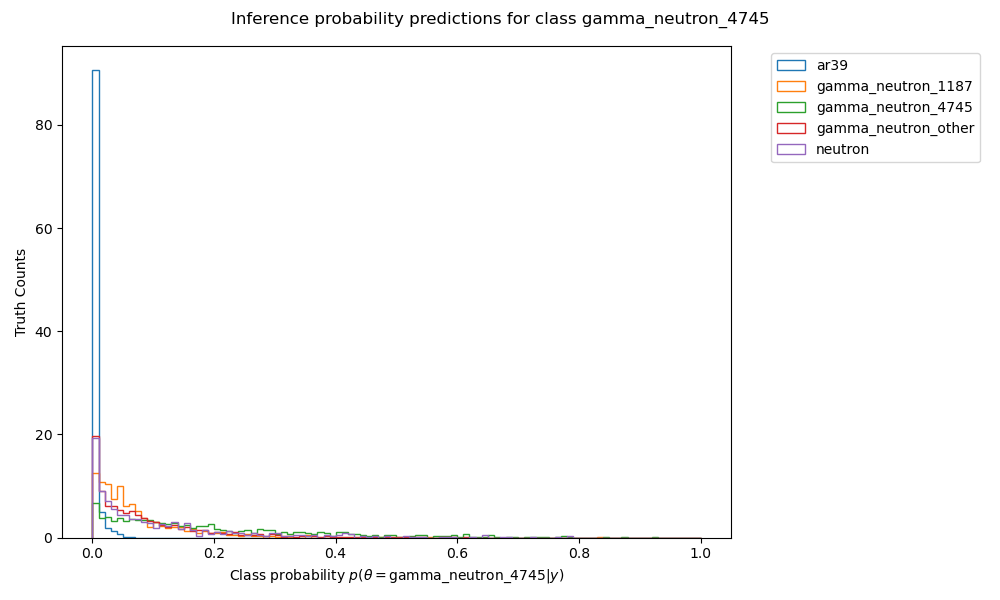 Inference probability predictions for class gamma_neutron_4745
ar39
gamma_neutron_1187
gamma_neutron_4745
gamma_neutron_other
neutron
Truth Counts
80
60
40
20
0
0.0 0.2 0.4 0.6 0.8 1.0
Class probability p(θ = gamma_neutron_4745|y)